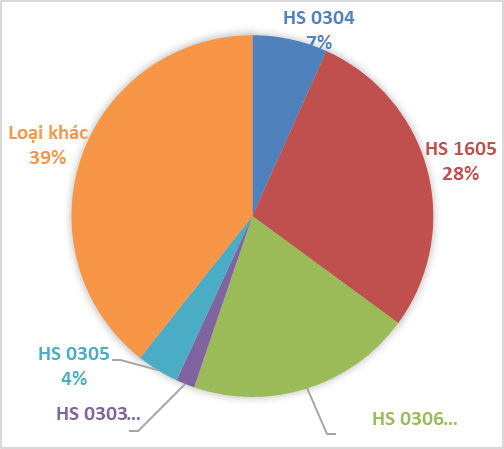 HS 0304
7%
HS 1605
28%
Loại khác
39%
HS 0305
4%
HS 0303...
HS 0306...